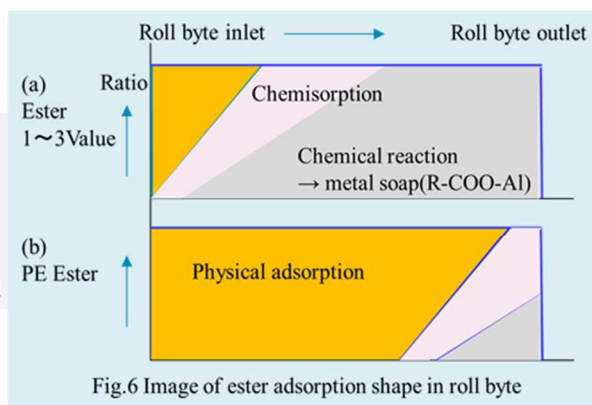 Roll byte inlet
Roll byte outlet
(a)
Ester
1～3Value
Ratio
Chemisorption
Chemical reaction
→ metal soap(R-COO-Al)
(b)
PE Ester
Physical adsorption
Fig.6 Image of ester adsorption shape in roll byte